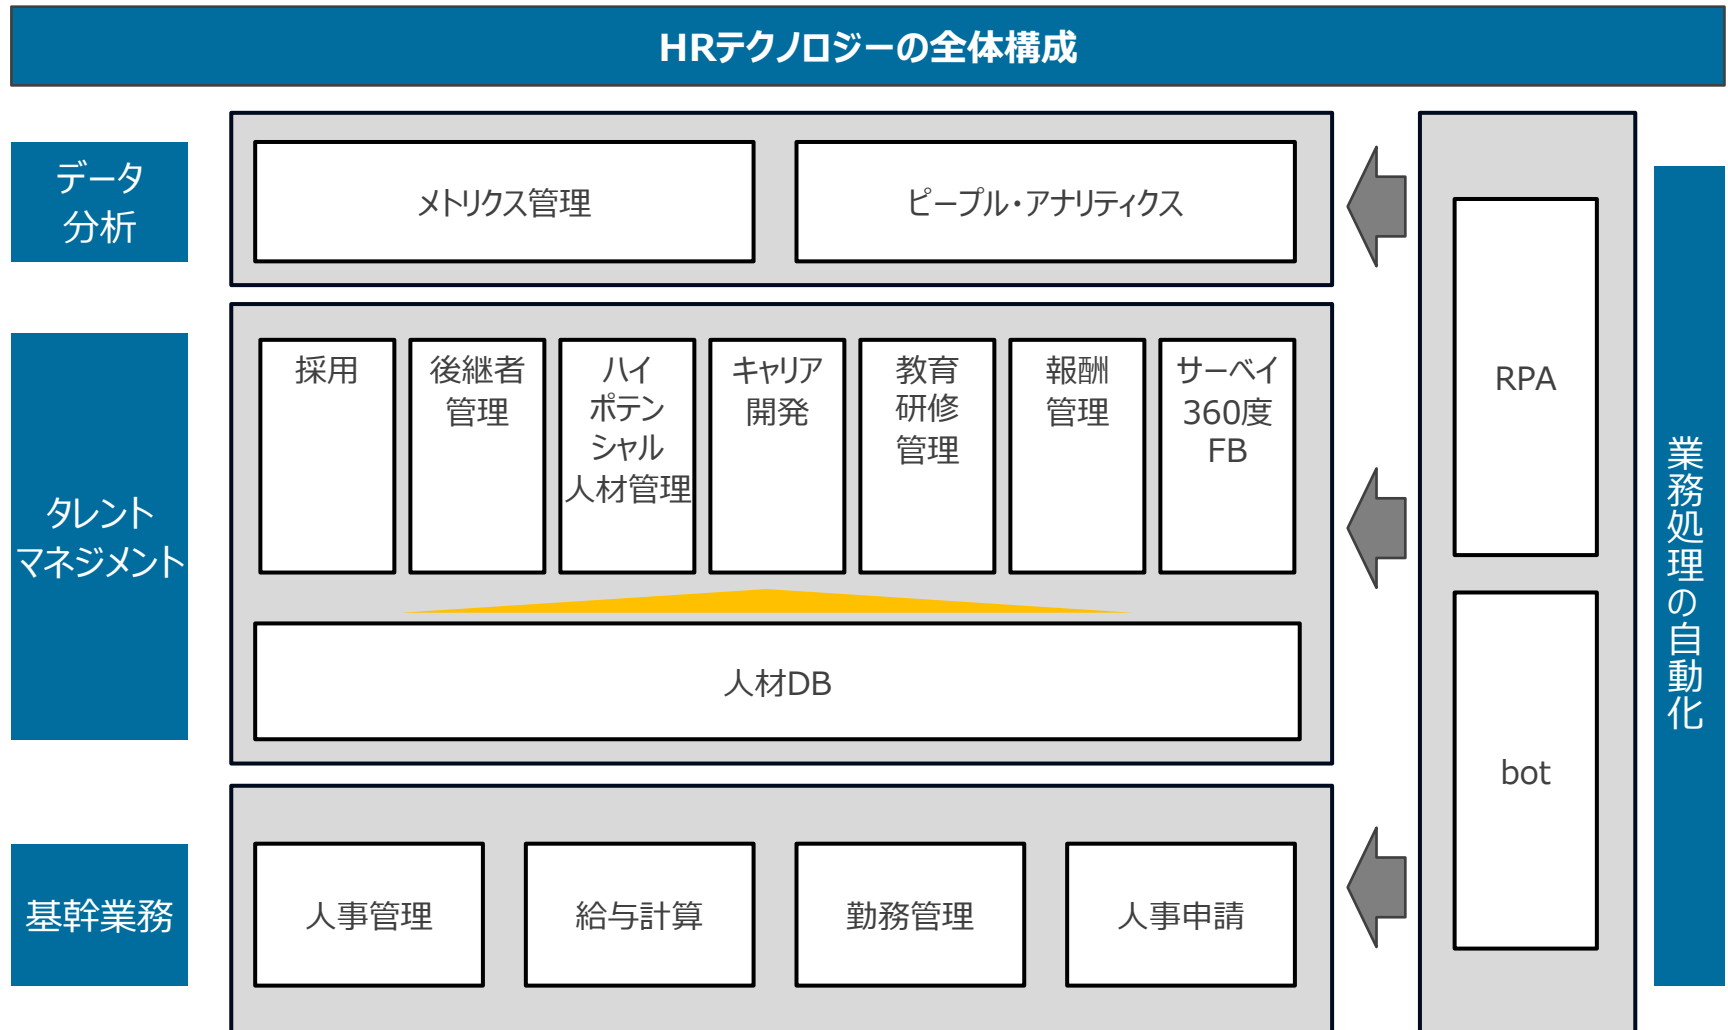 HRテクノロジーの全体構成
データ
分析
メトリクス管理
ピープル・アナリティクス
タレント
マネジメント
採用
後継者
管理
ハイ
ポテン
シャル
人材管理
キャリア
開発
教育
研修
管理
報酬
管理
サーベイ
360度
FB
人材DB
基幹業務
人事管理
給与計算
勤務管理
人事申請
RPA
bot
業務処理の自動化